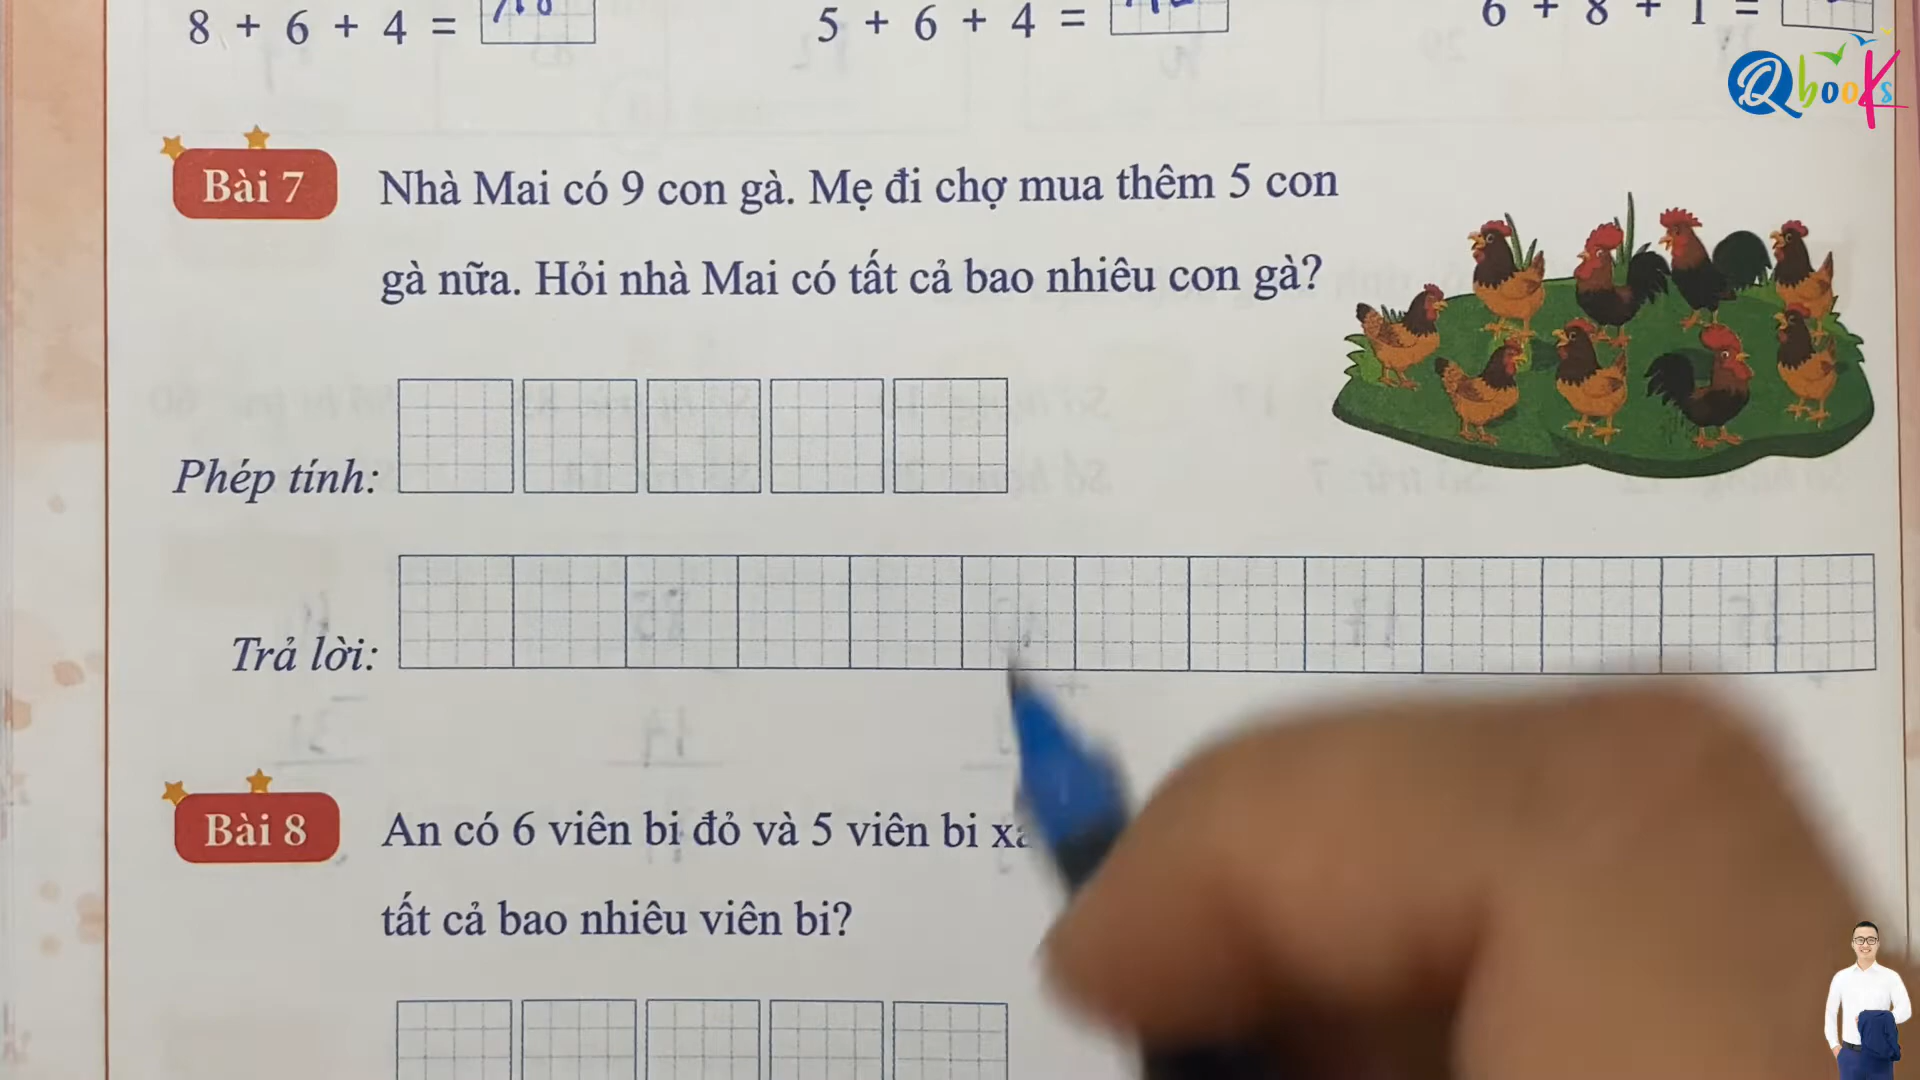 8 + 6 + 4 =
5 + 6 + 4 =
6 + 8 + 1 =
Qbooks
Bài 7
Nhà Mai có 9 con gà. Mẹ đi chợ mua thêm 5 con
gà nữa. Hỏi nhà Mai có tất cả bao nhiêu con gà?
Phép tính:
Trả lời:
Bài 8
An có 6 viên bi đỏ và 5 viên bi
tất cả bao nhiêu viên bi?